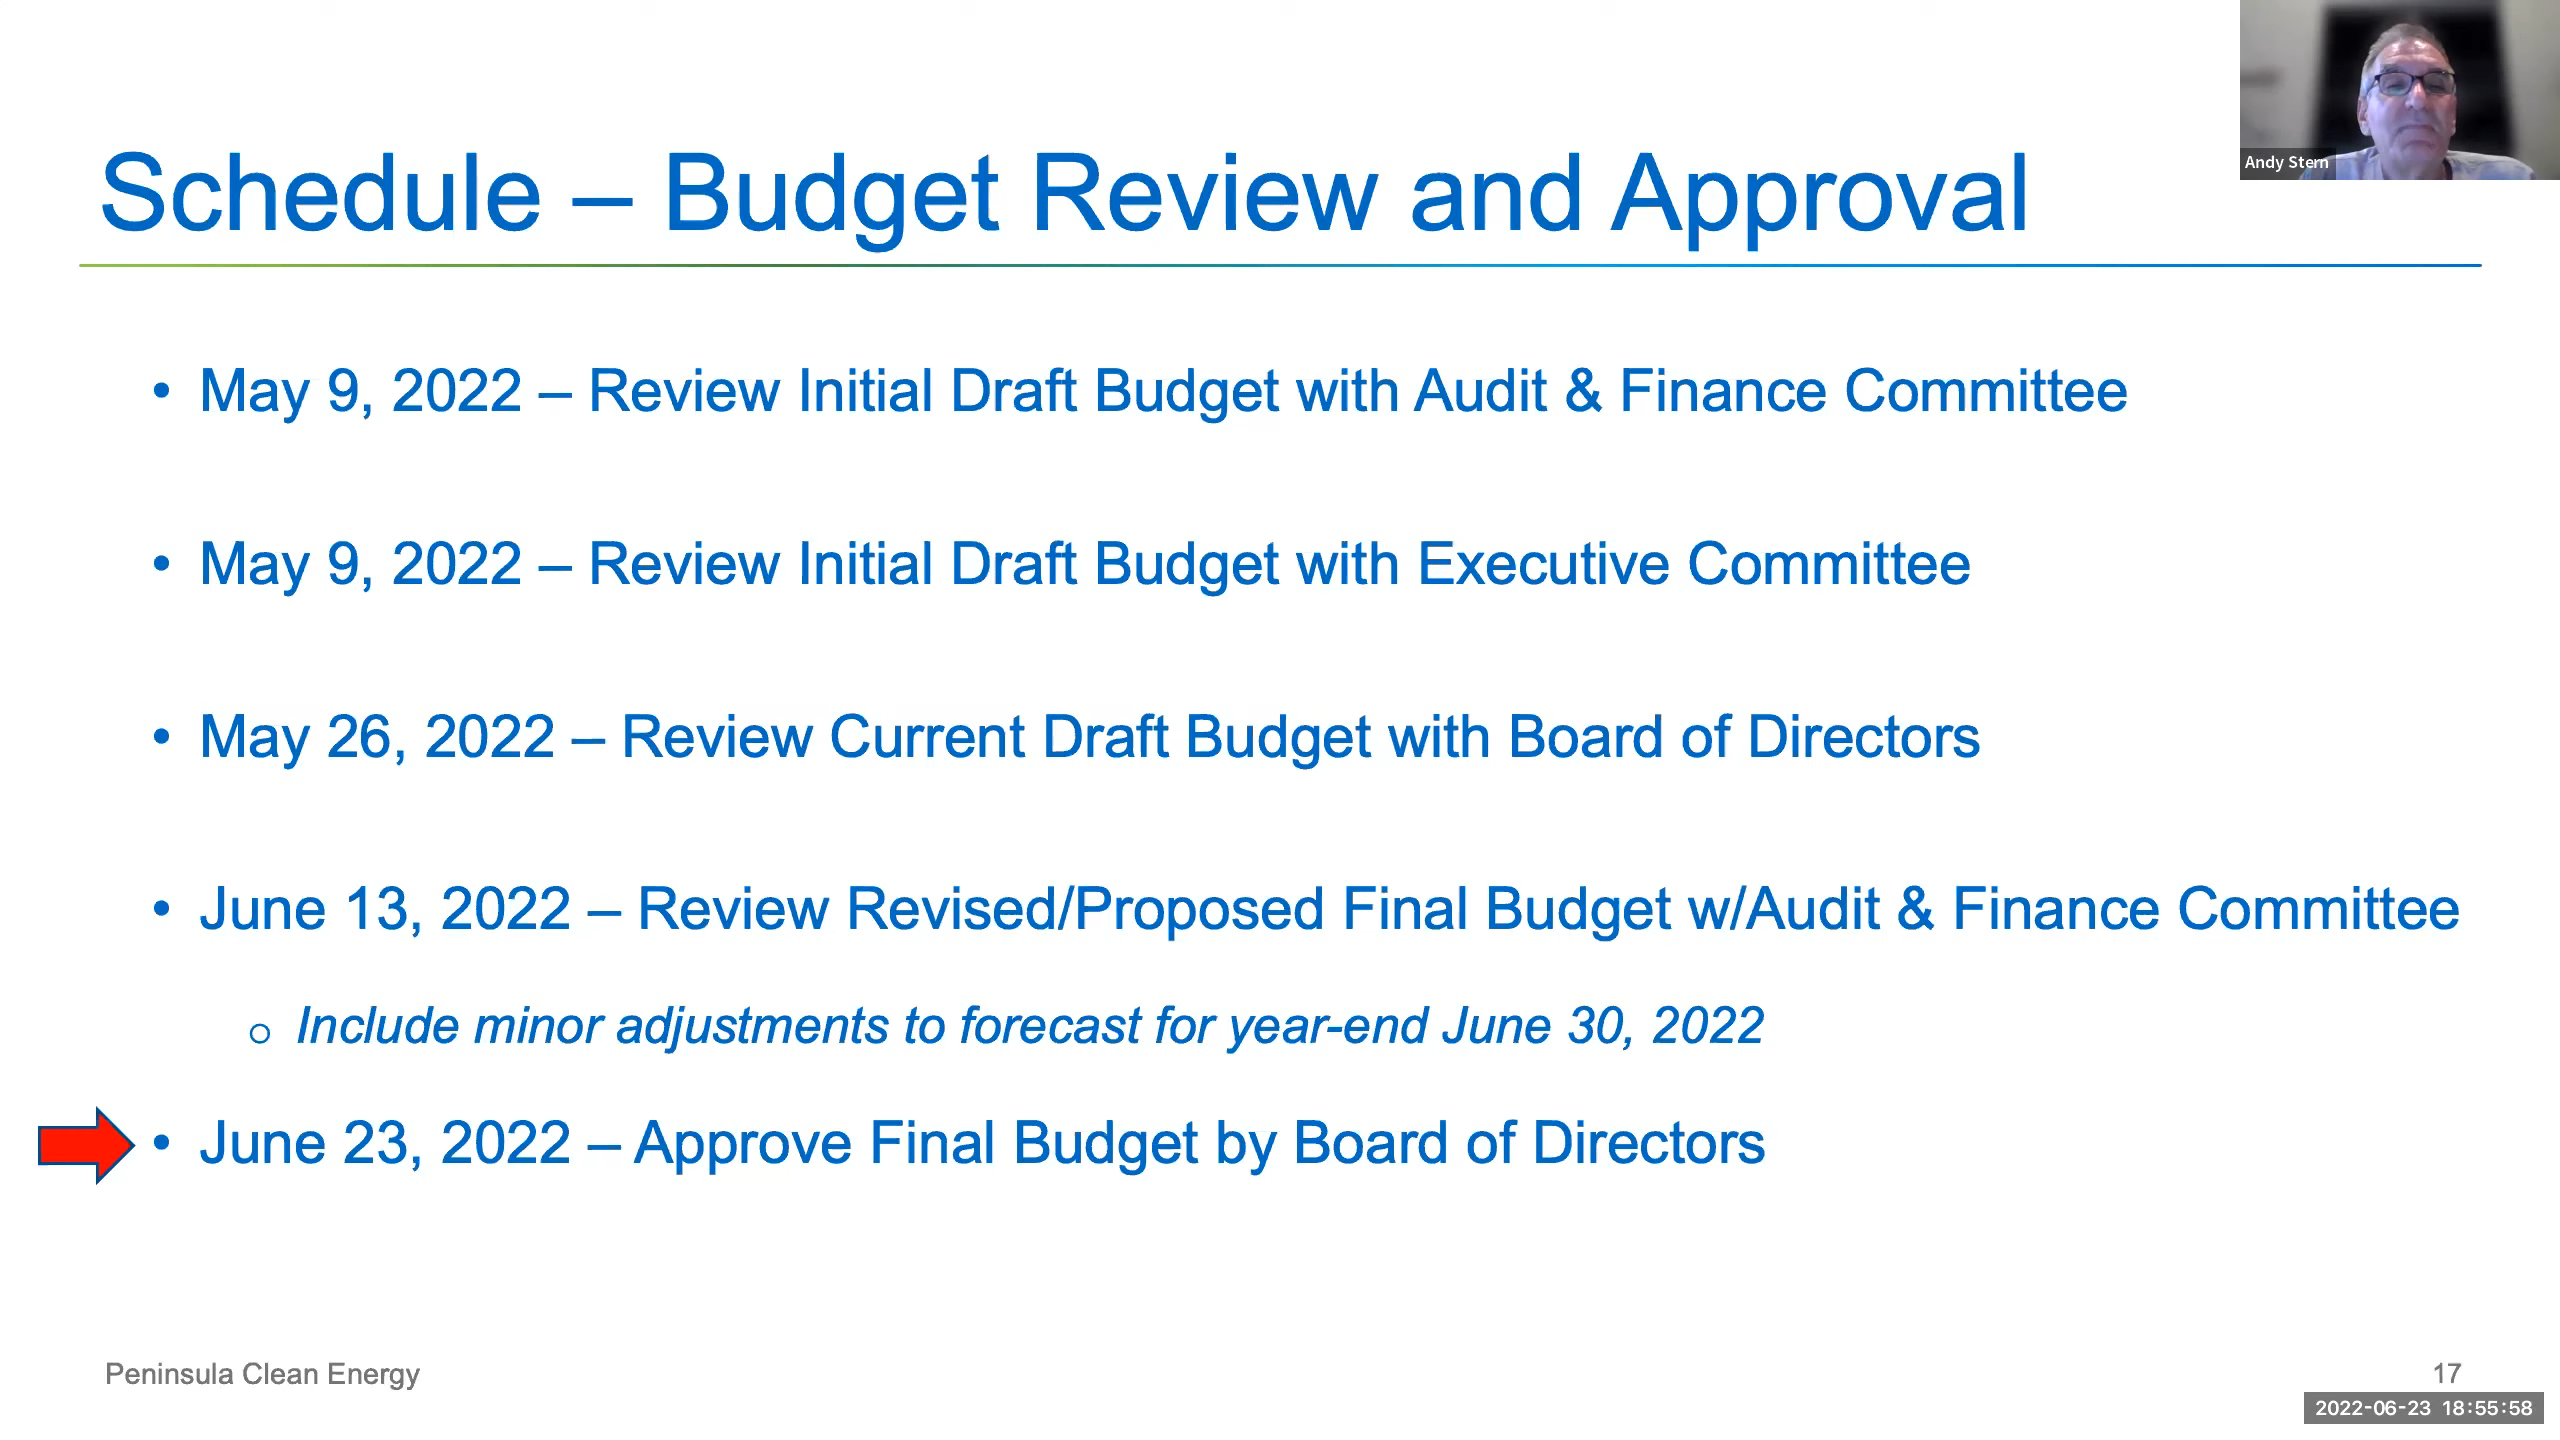 Andy Stern
Schedule – Budget Review and Approval
• May 9, 2022 – Review Initial Draft Budget with Audit & Finance Committee
• May 9, 2022 – Review Initial Draft Budget with Executive Committee
• May 26, 2022 – Review Current Draft Budget with Board of Directors
• June 13, 2022 – Review Revised/Proposed Final Budget w/Audit & Finance Committee
o Include minor adjustments to forecast for year-end June 30, 2022
• June 23, 2022 – Approve Final Budget by Board of Directors
Peninsula Clean Energy
17
2022-06-23 18:55:58